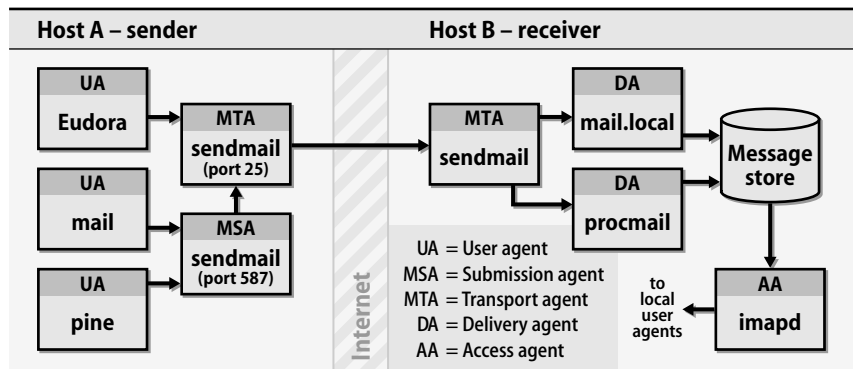 Host A – sender
Host B – receiver
UA
Eudora
MTA
sendmail
(port 25)
UA
mail
MSA
sendmail
(port 587)
UA
pine
Internet
MTA
sendmail
DA
mail.local
DA
procmail
Message
store
UA = User agent
MSA = Submission agent
MTA = Transport agent
DA = Delivery agent
AA = Access agent
to
local
user
agents
AA
imapd